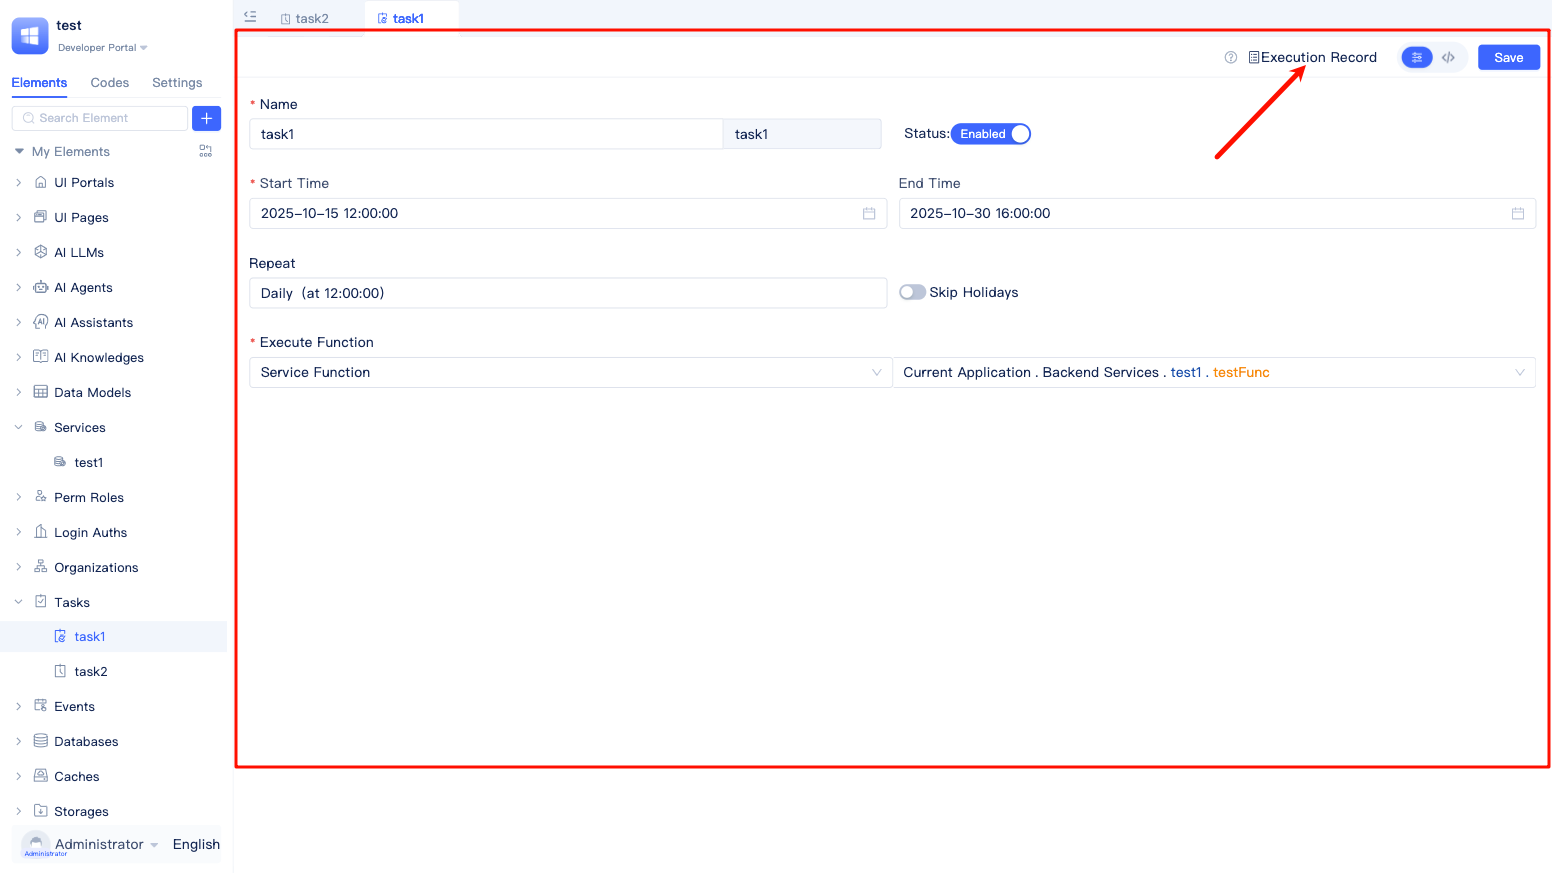 test
Developer Portal
Elements Codes Settings
Search Element
My Elements
UI Portals
UI Pages
AI LLMs
AI Agents
AI Assistants
AI Knowledges
Data Models
Services
test1
Perm Roles
Login Auths
Organizations
Tasks
task1
task2
Events
Databases
Caches
Storages
Administrator English
Administrator
task2 task1
Execution Record Save
* Name
task1 task1 Status: Enabled
* Start Time End Time
2025-10-15 12:00:00 2025-10-30 16:00:00
Repeat
Daily (at 12:00:00) Skip Holidays
* Execute Function
Service Function Current Application . Backend Services . test1 . testFunc